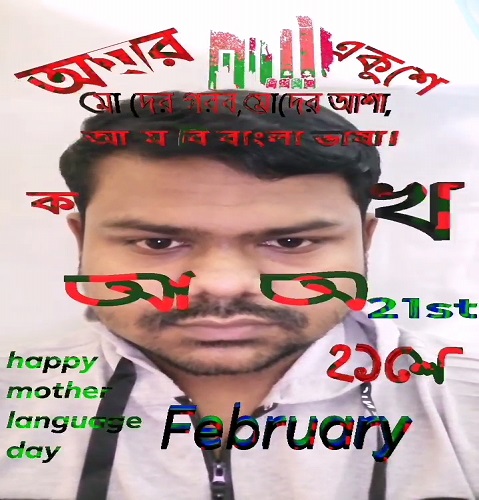 অমর একুশে
মোদের গরব, মোদের আশা,
আ মরি বাংলা ভাষা।
ক খ
আ অ
21st
২১শে
happy
mother
language
day
February